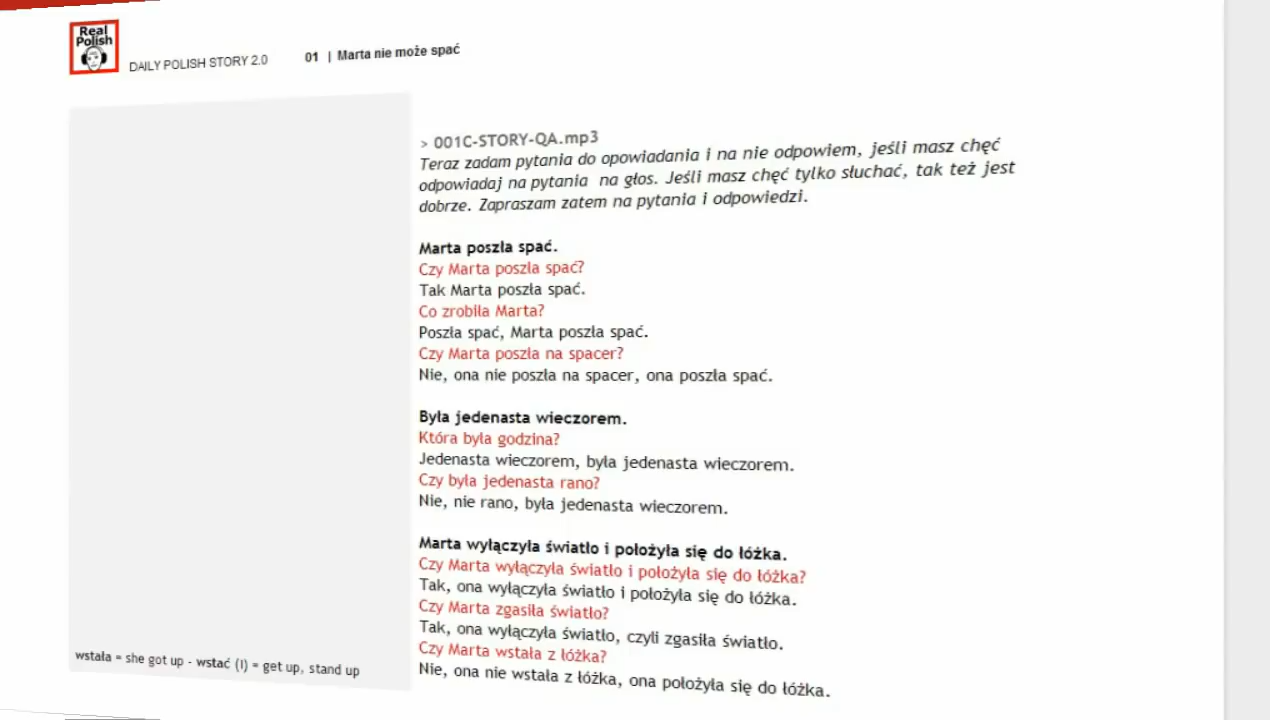 Real
Polish
DAILY POLISH STORY 2.0
01 | Marta nie może spać
> 001C-STORY-QA.mp3
Teraz zadam pytania do opowiadania i na nie odpowiem, jeśli masz chęć
odpowiadaj na pytania na głos. Jeśli masz chęć tylko słuchać, tak też jest
dobrze. Zapraszam zatem na pytania i odpowiedzi.
Marta poszła spać.
Czy Marta poszła spać?
Tak Marta poszła spać.
Co zrobiła Marta?
Poszła spać, Marta poszła spać.
Czy Marta poszła na spacer?
Nie, ona nie poszła na spacer, ona poszła spać.
Była jedenasta wieczorem.
Która była godzina?
Jedenasta wieczorem, była jedenasta wieczorem.
Czy była jedenasta rano?
Nie, nie rano, była jedenasta wieczorem.
Marta wyłączyła światło i położyła się do łóżka.
Czy Marta wyłączyła światło i położyła się do łóżka?
Tak, ona wyłączyła światło i położyła się do łóżka.
Czy Marta zgasiła światło?
Tak, ona wyłączyła światło, czyli zgasiła światło.
Czy Marta wstała z łóżka?
Nie, ona nie wstała z łóżka, ona położyła się do łóżka.
wstała = she got up - wstać (I) = get up, stand up